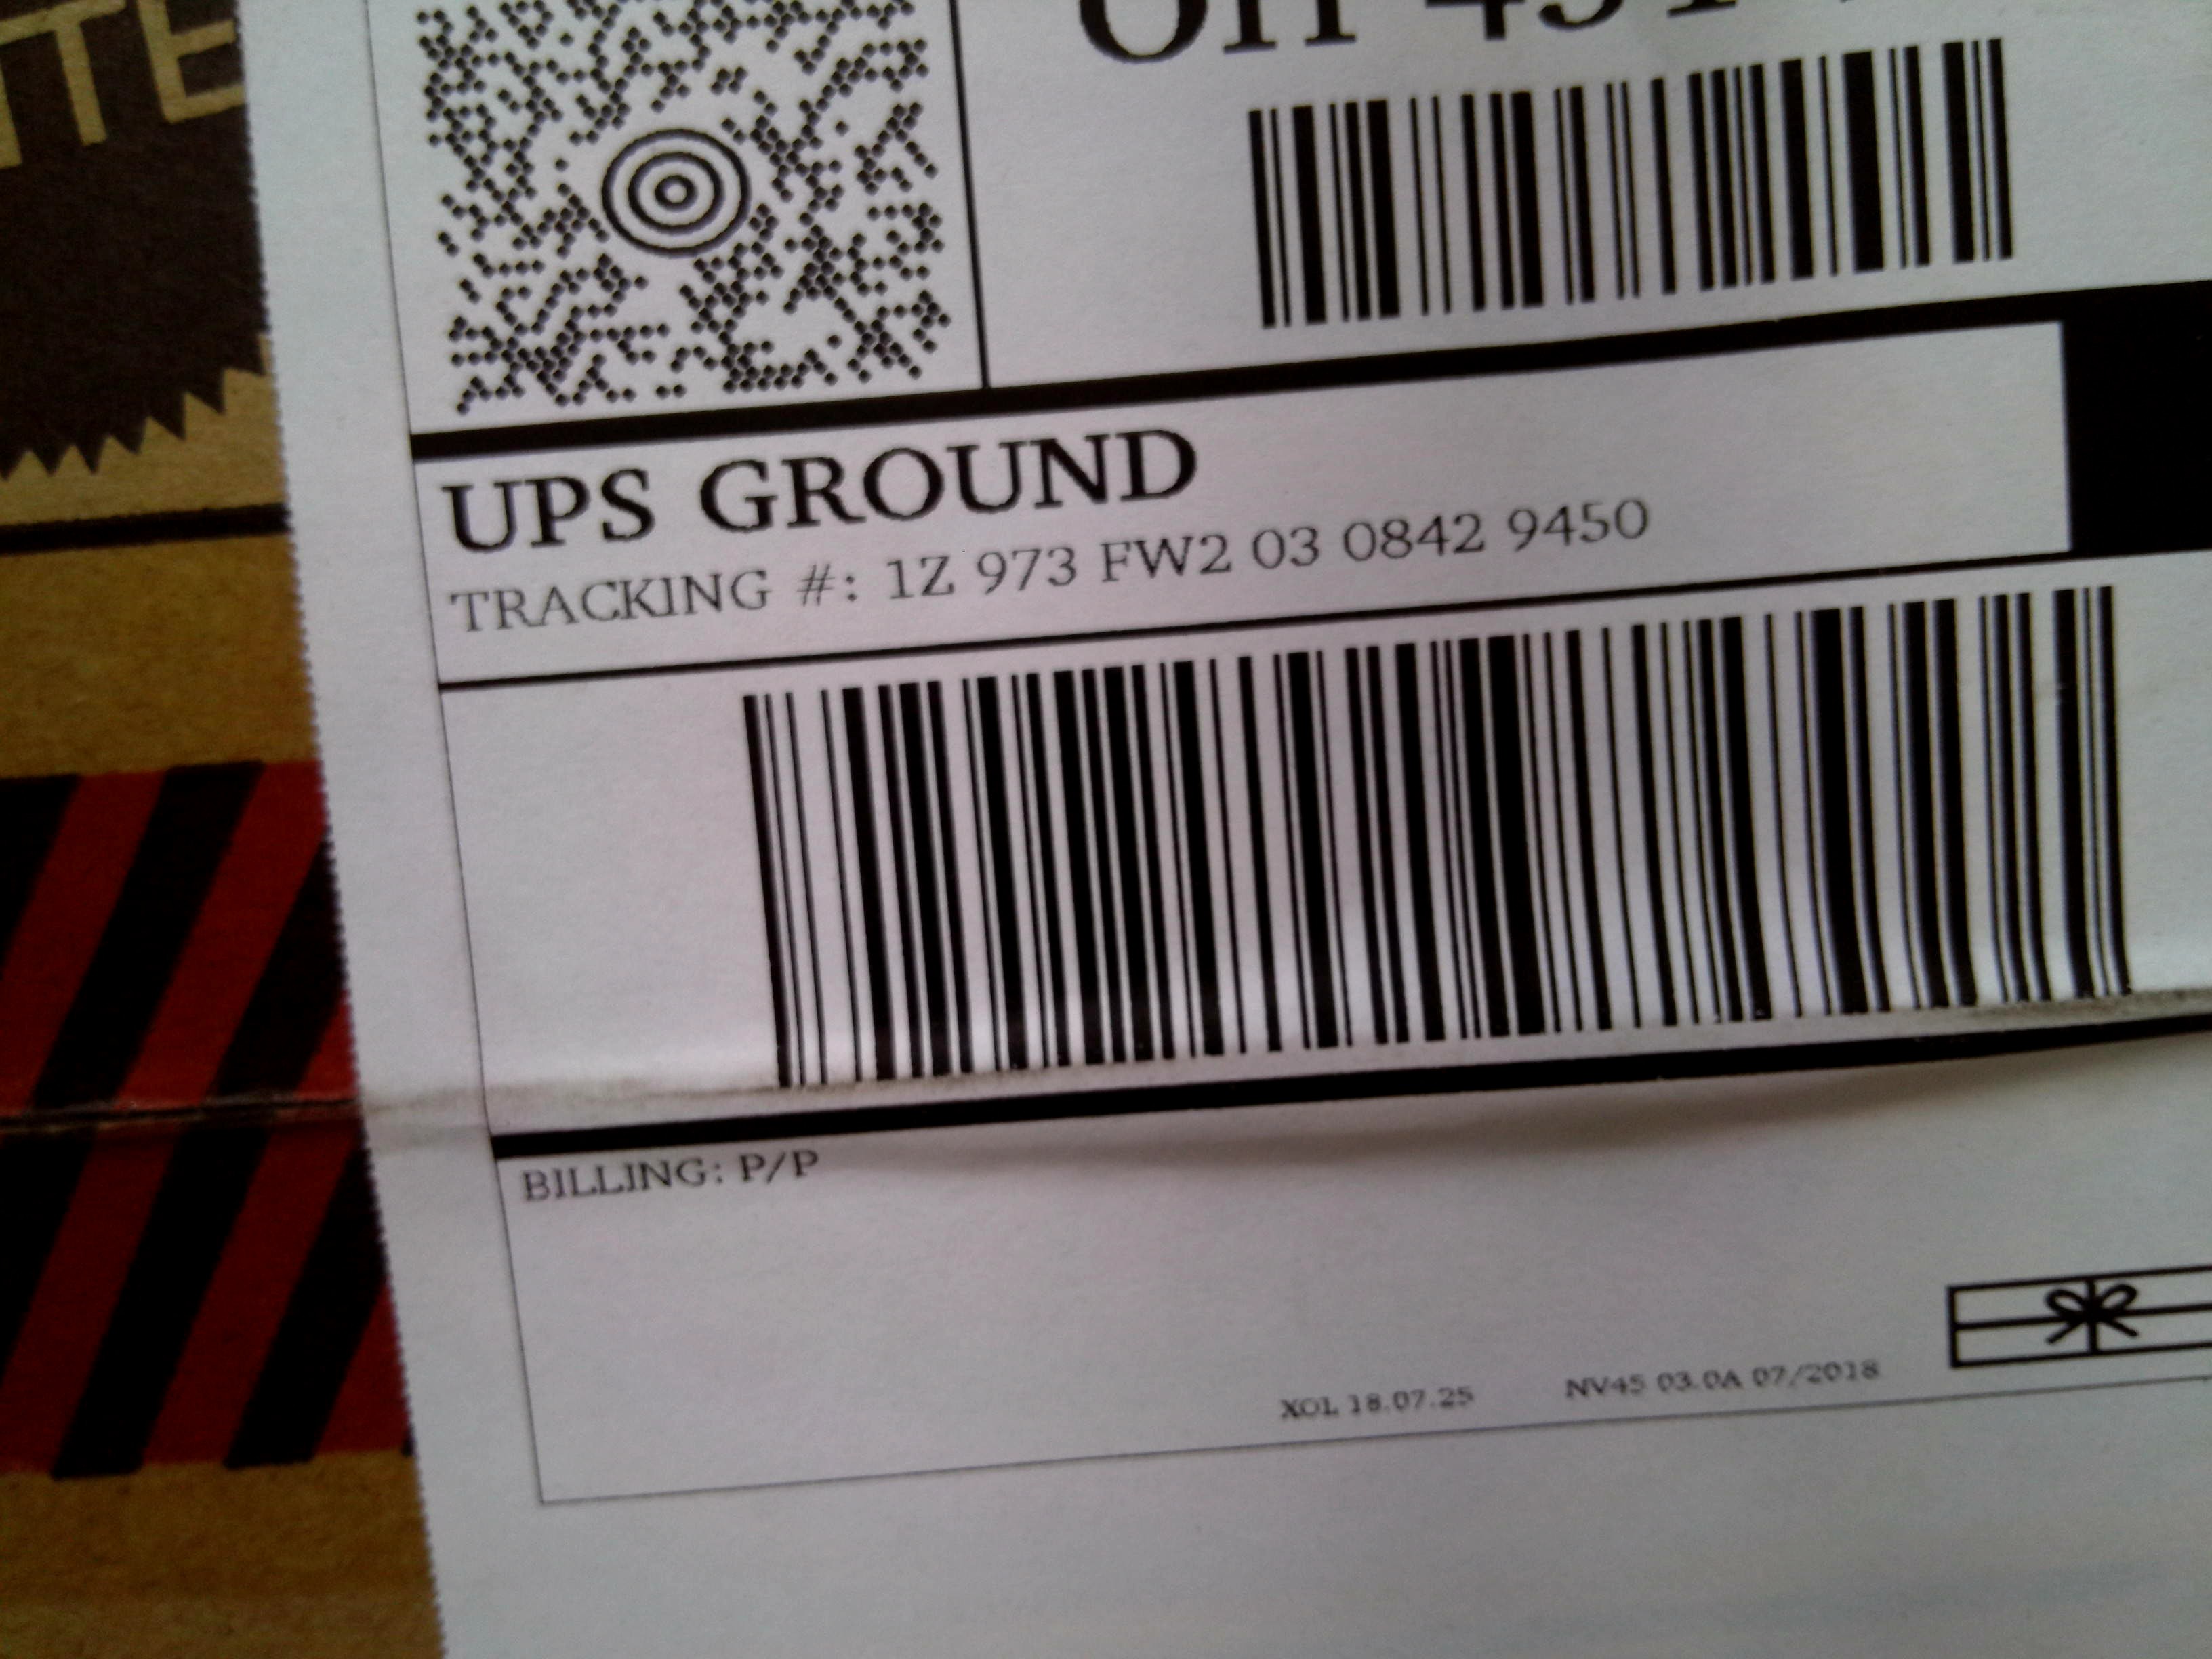 UPS GROUND
TRACKING #: 1Z 973 FW2 03 0842 9450
BILLING: P/P
XOL 18.07.25 NV45 03.0A 07/2018